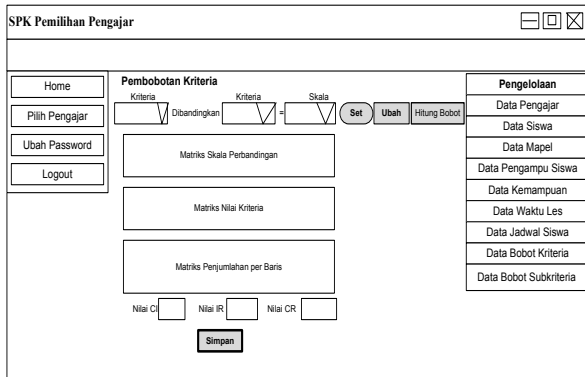 SPK Pemilihan Pengajar
Home
Pilih Pengajar
Ubah Password
Logout
Pembobotan Kriteria
Kriteria Kriteria Skala
Dibandingkan = Set Ubah Hitung Bobot
Matriks Skala Perbandingan
Matriks Nilai Kriteria
Matriks Penjumlahan per Baris
Nilai CI Nilai IR Nilai CR
Simpan
Pengelolaan
Data Pengajar
Data Siswa
Data Mapel
Data Pengampu Siswa
Data Kemampuan
Data Waktu Les
Data Jadwal Siswa
Data Bobot Kriteria
Data Bobot Subkriteria